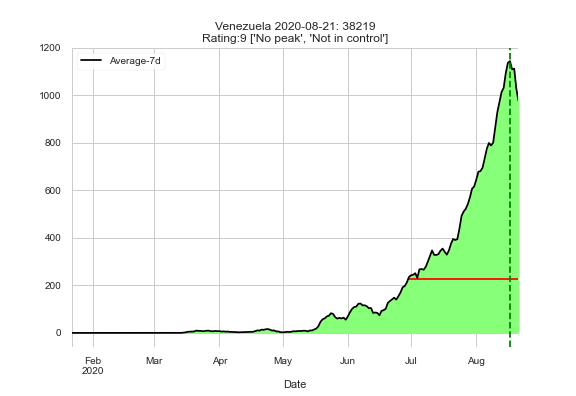 Venezuela 2020-08-21: 38219
Rating:9 ['No peak', 'Not in control']
Average-7d
1200
1000
800
600
400
200
0
Feb
2020
Mar
Apr
May
Jun
Jul
Aug
Date